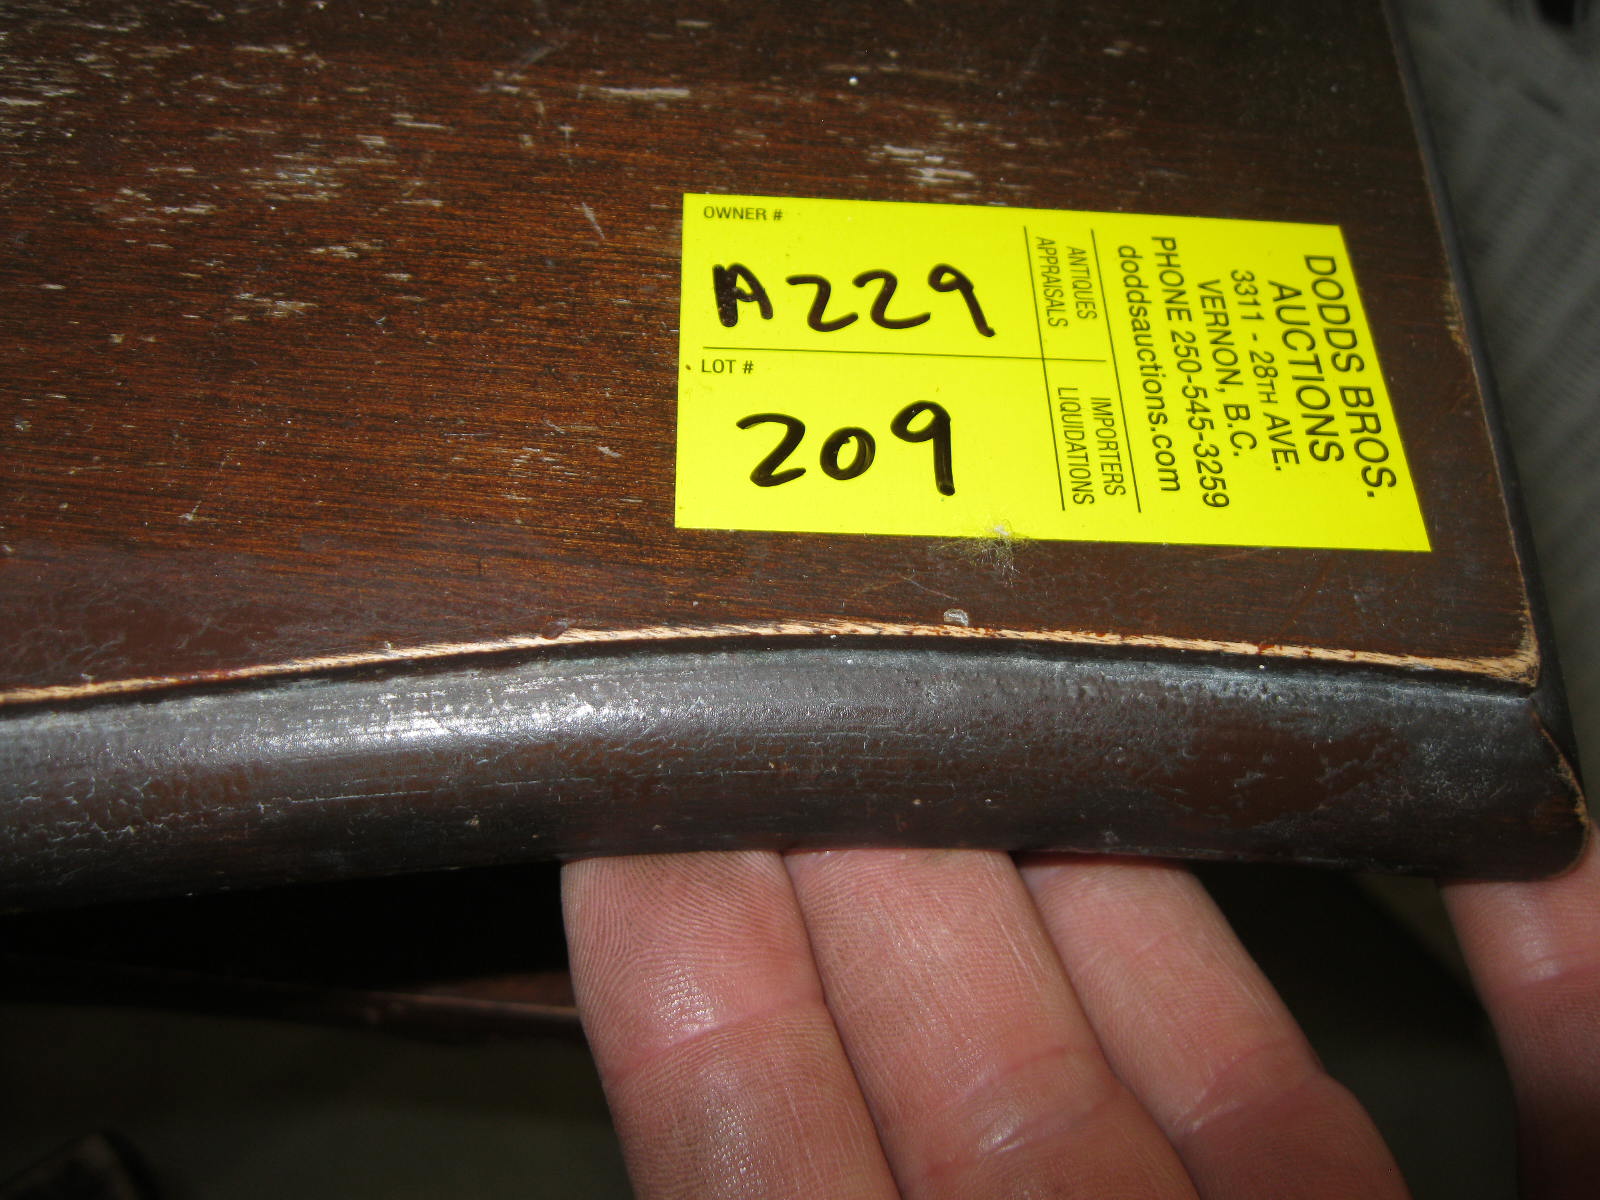 OWNER #
A229
LOT #
209
ANTIQUES
APPRAISALS
IMPORTERS
LIQUIDATIONS
DODDS BROS.
AUCTIONS
3311 - 28TH AVE.
VERNON, B.C.
PHONE 250-545-3259
doddsauctions.com